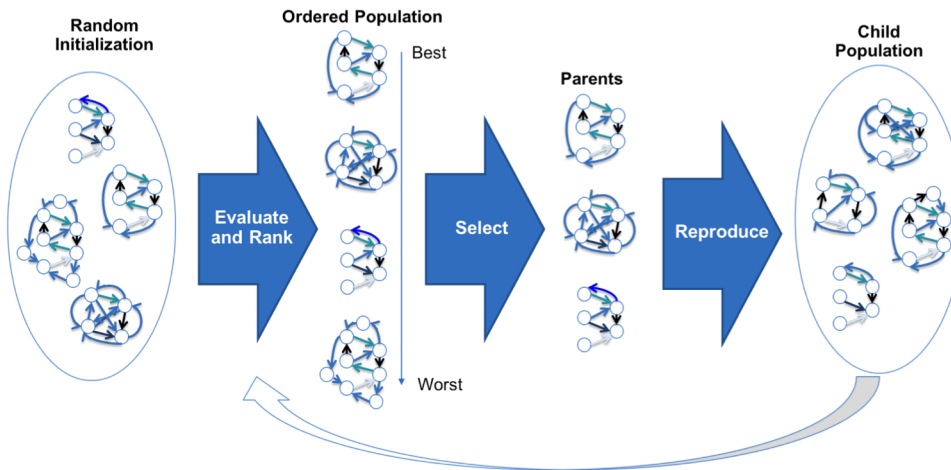 Random
Initialization
Ordered Population
Best
Worst
Parents
Child
Population
Evaluate
and Rank
Select
Reproduce